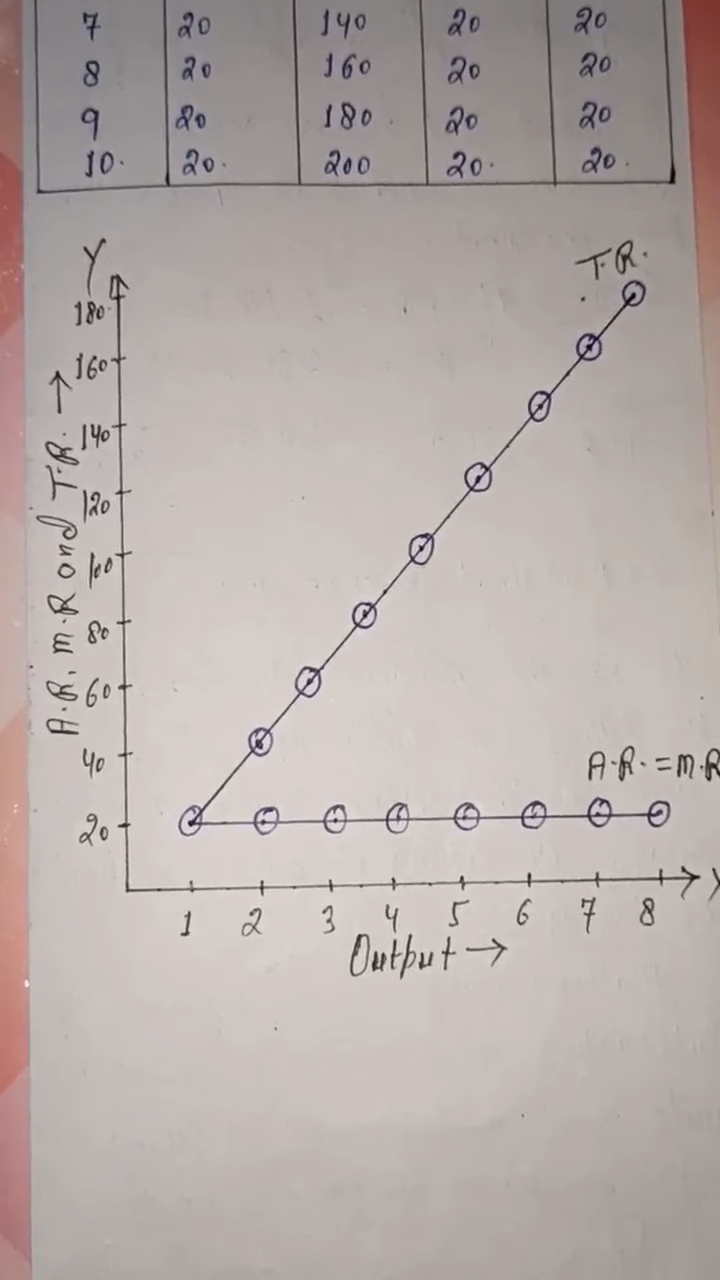 7 20 140 20 20
8 20 160 20 20
9 20 180 20 20
10. 20. 200 20. 20.
Y
T.R.
180
160
140
120
100
80
60
40
20
A.R, M.R and T.R. →
A.R. = M.R
1 2 3 4 5 6 7 8
Output →